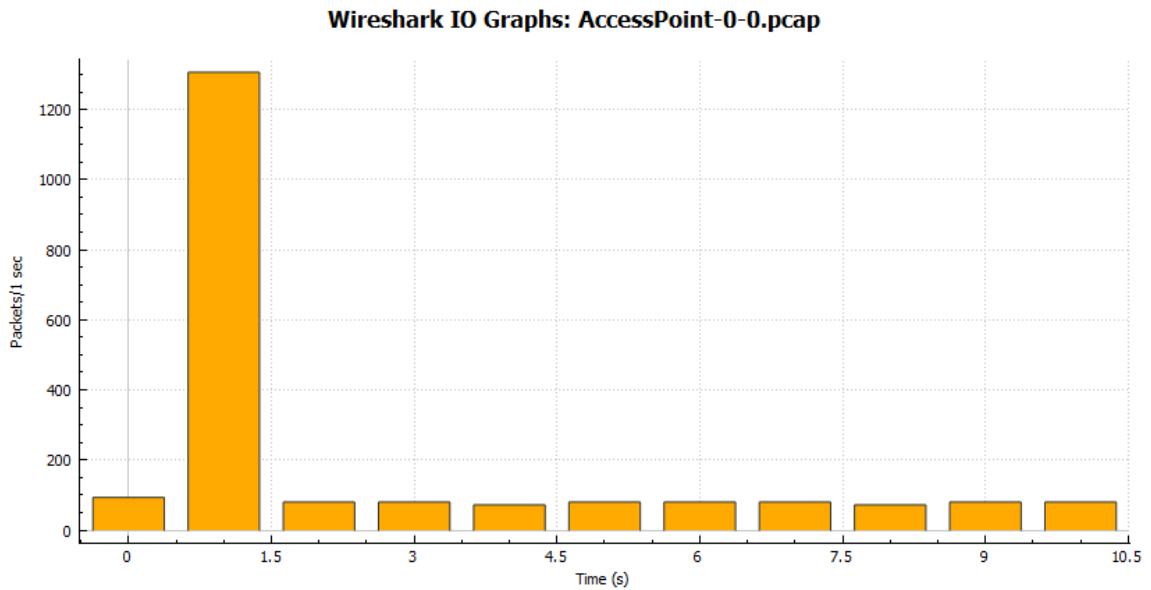 Wireshark IO Graphs: AccessPoint-0-0.pcap
1200
1000
800
600
400
200
0
Packets/1 sec
0 1.5 3 4.5 6 7.5 9 10.5
Time (s)